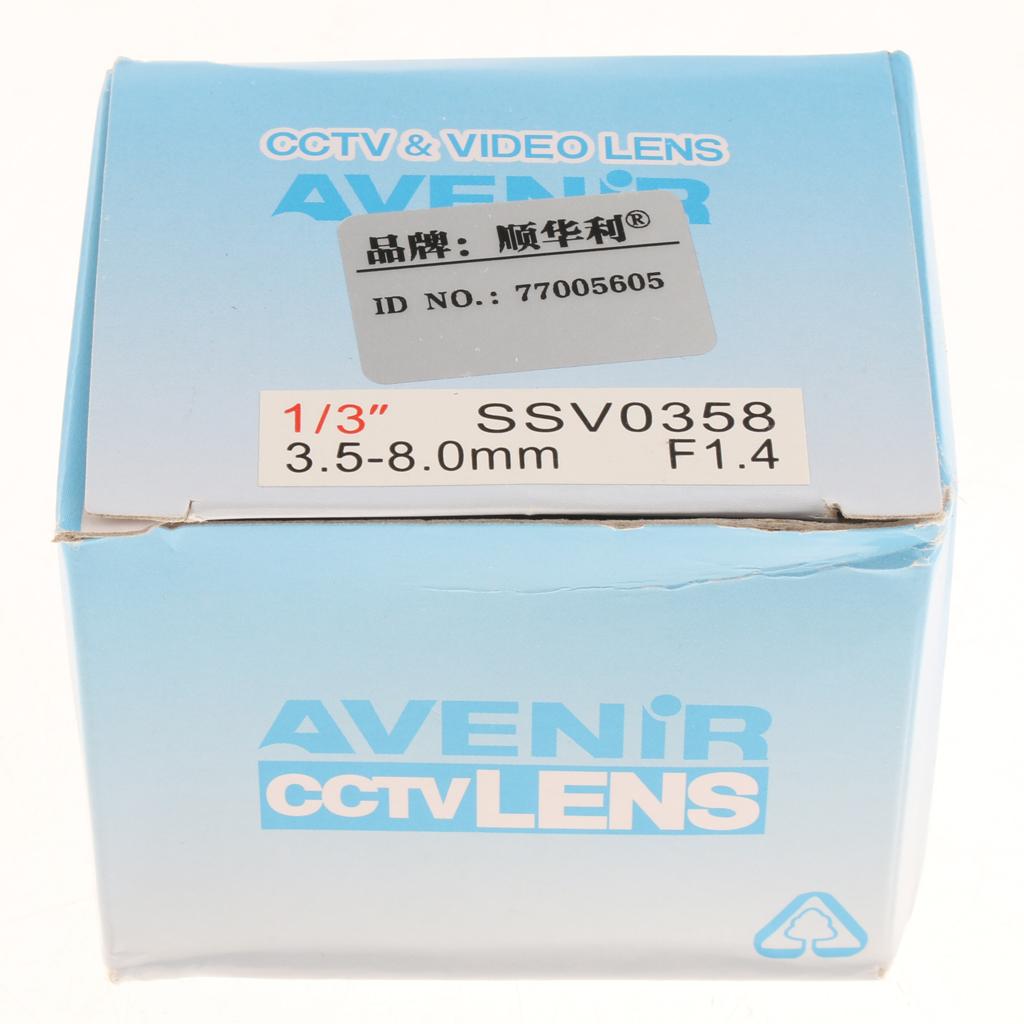 CCTV & VIDEO LENS
AVENiR
品牌：顺华利®
ID NO.: 77005605
1/3" SSV0358
3.5-8.0mm F1.4
AVENiR
CCTV LENS